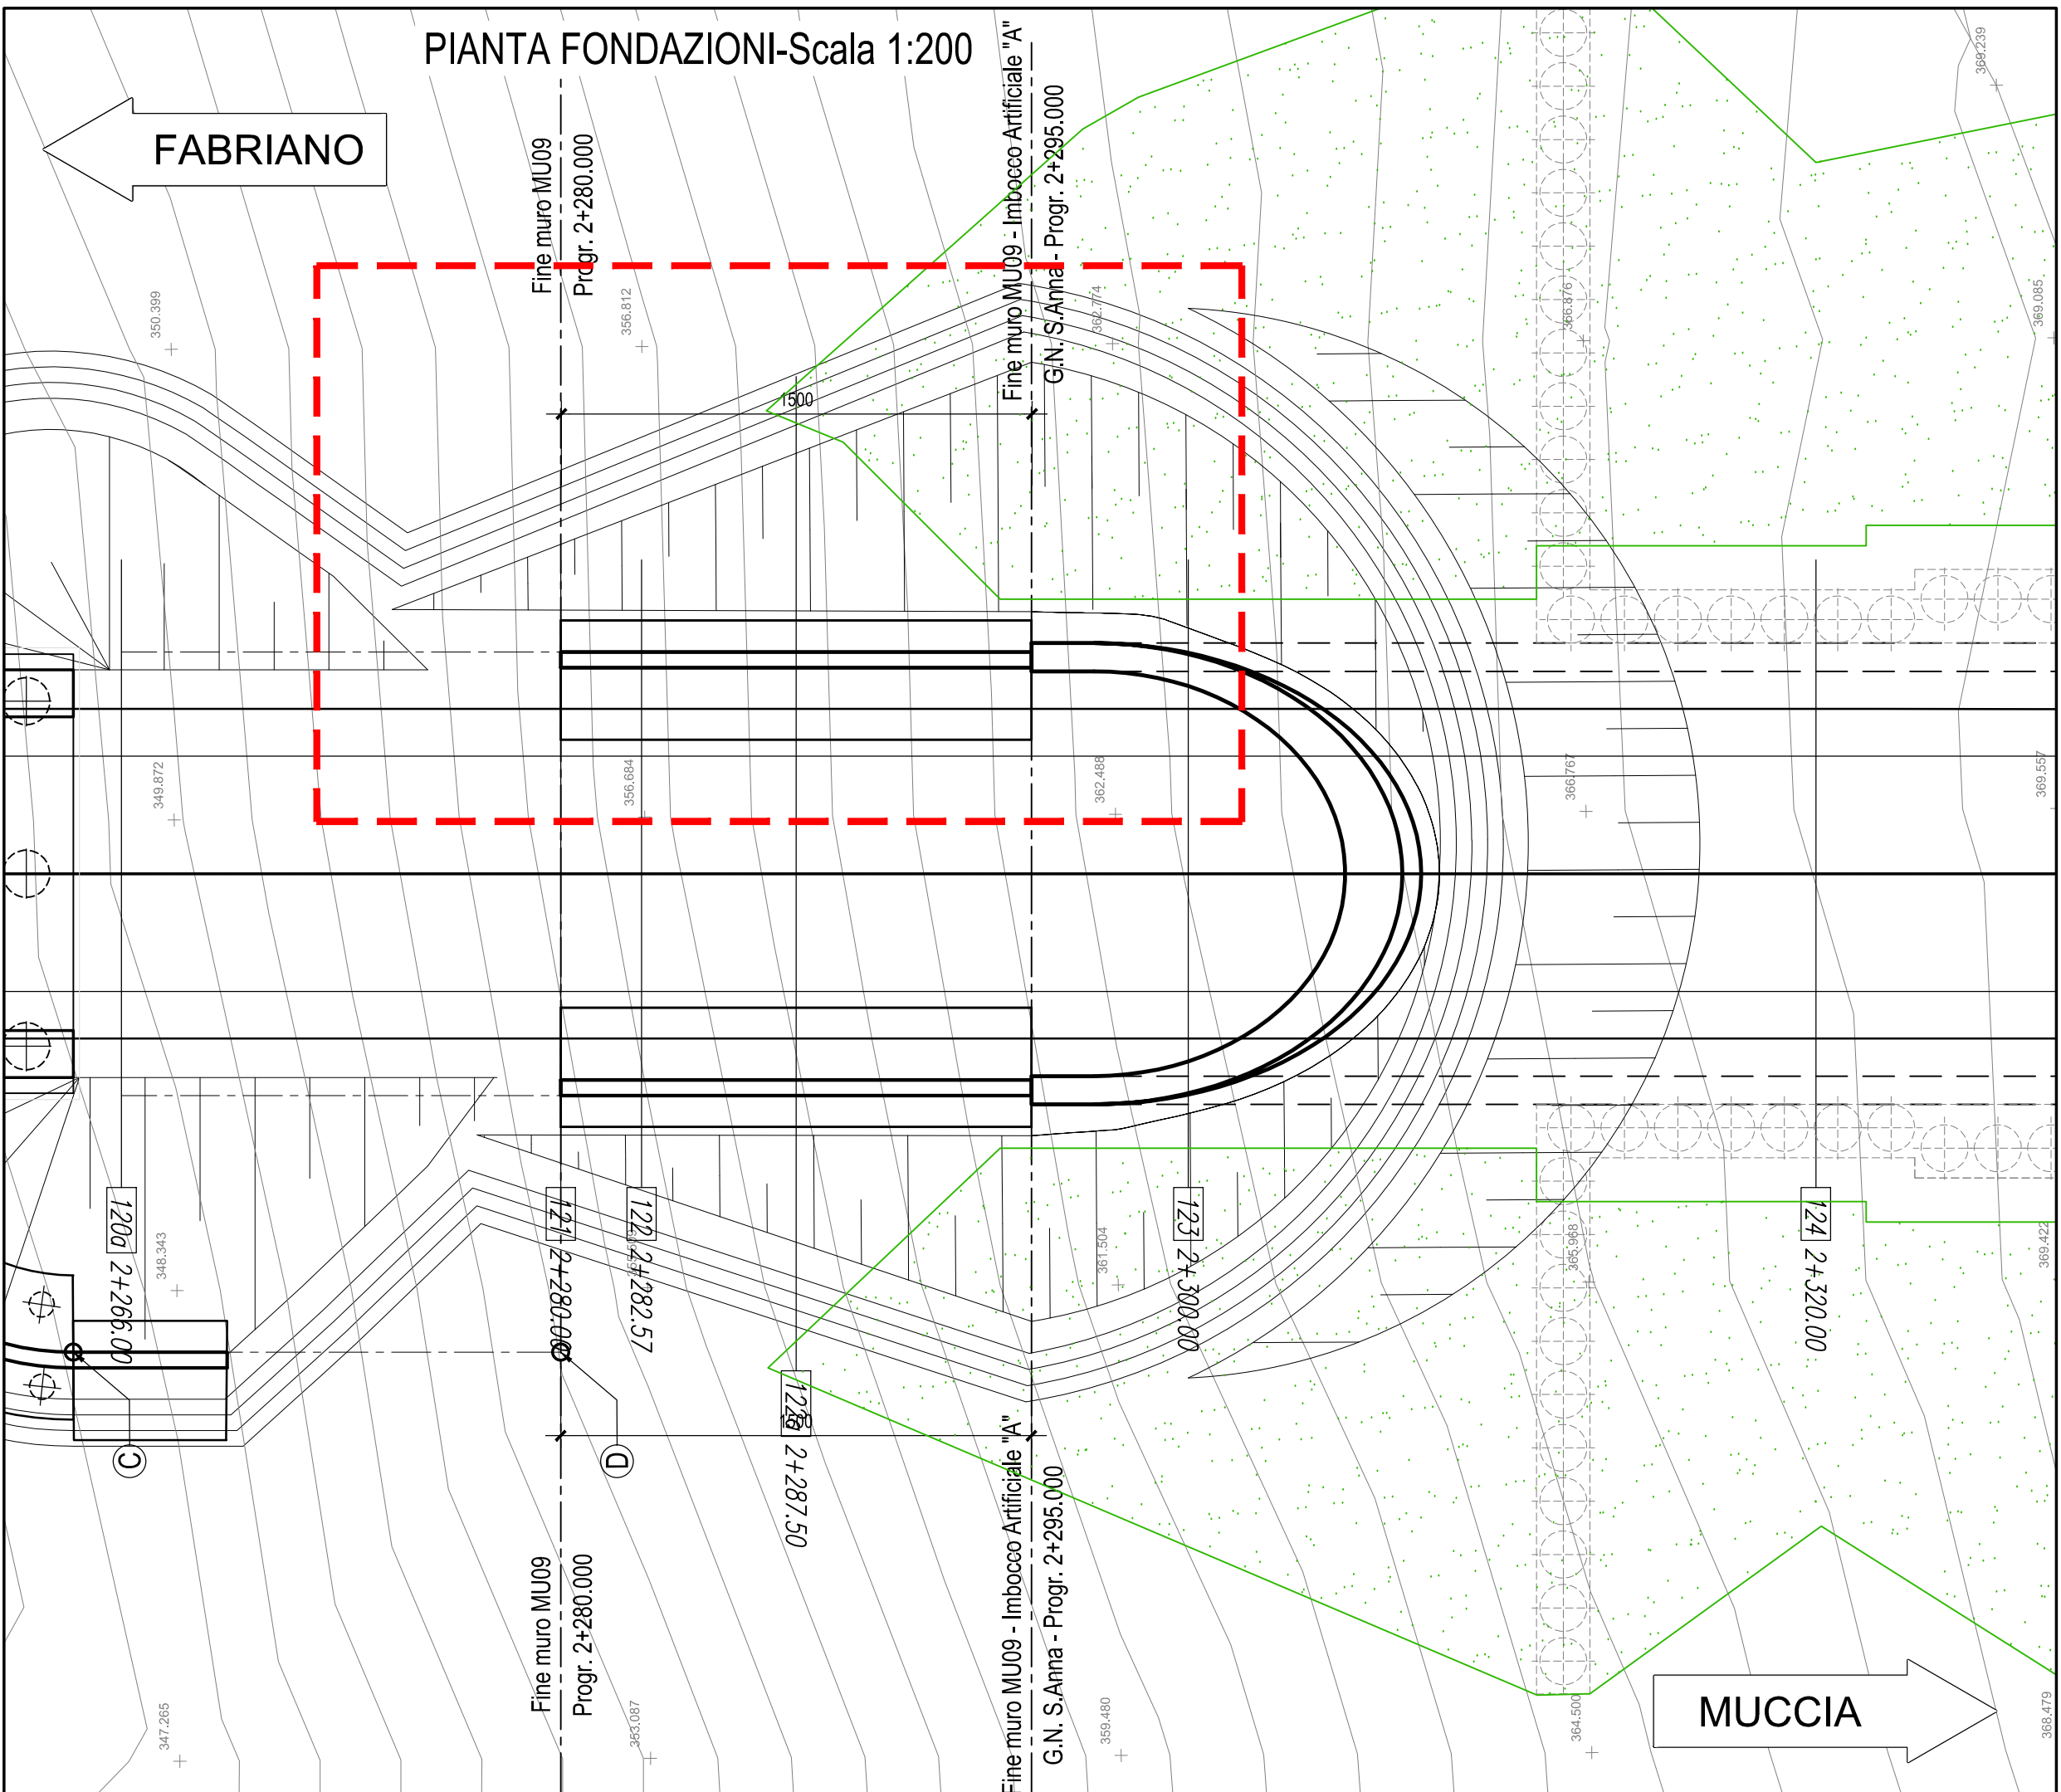 PIANTA FONDAZIONI-Scala 1:200
FABRIANO
Fine muro MU09
Progr. 2+280.000
Fine muro MU09 - Imbocco Artificiale "A"
G.N. S.Anna - Progr. 2+295.000
369.239
350.399
356.812
362.774
366.876
369.085
1500
349.872
356.684
362.488
366.767
369.557
120a 2+266.00
121 2+280.00
122 2+282.57
122a 2+287.50
123 2+300.00
124 2+320.00
348.343
361.504
365.968
369.422
1500
C
D
Fine muro MU09
Progr. 2+280.000
Fine muro MU09 - Imbocco Artificiale "A"
G.N. S.Anna - Progr. 2+295.000
347.265
353.087
359.480
364.500
368.479
MUCCIA